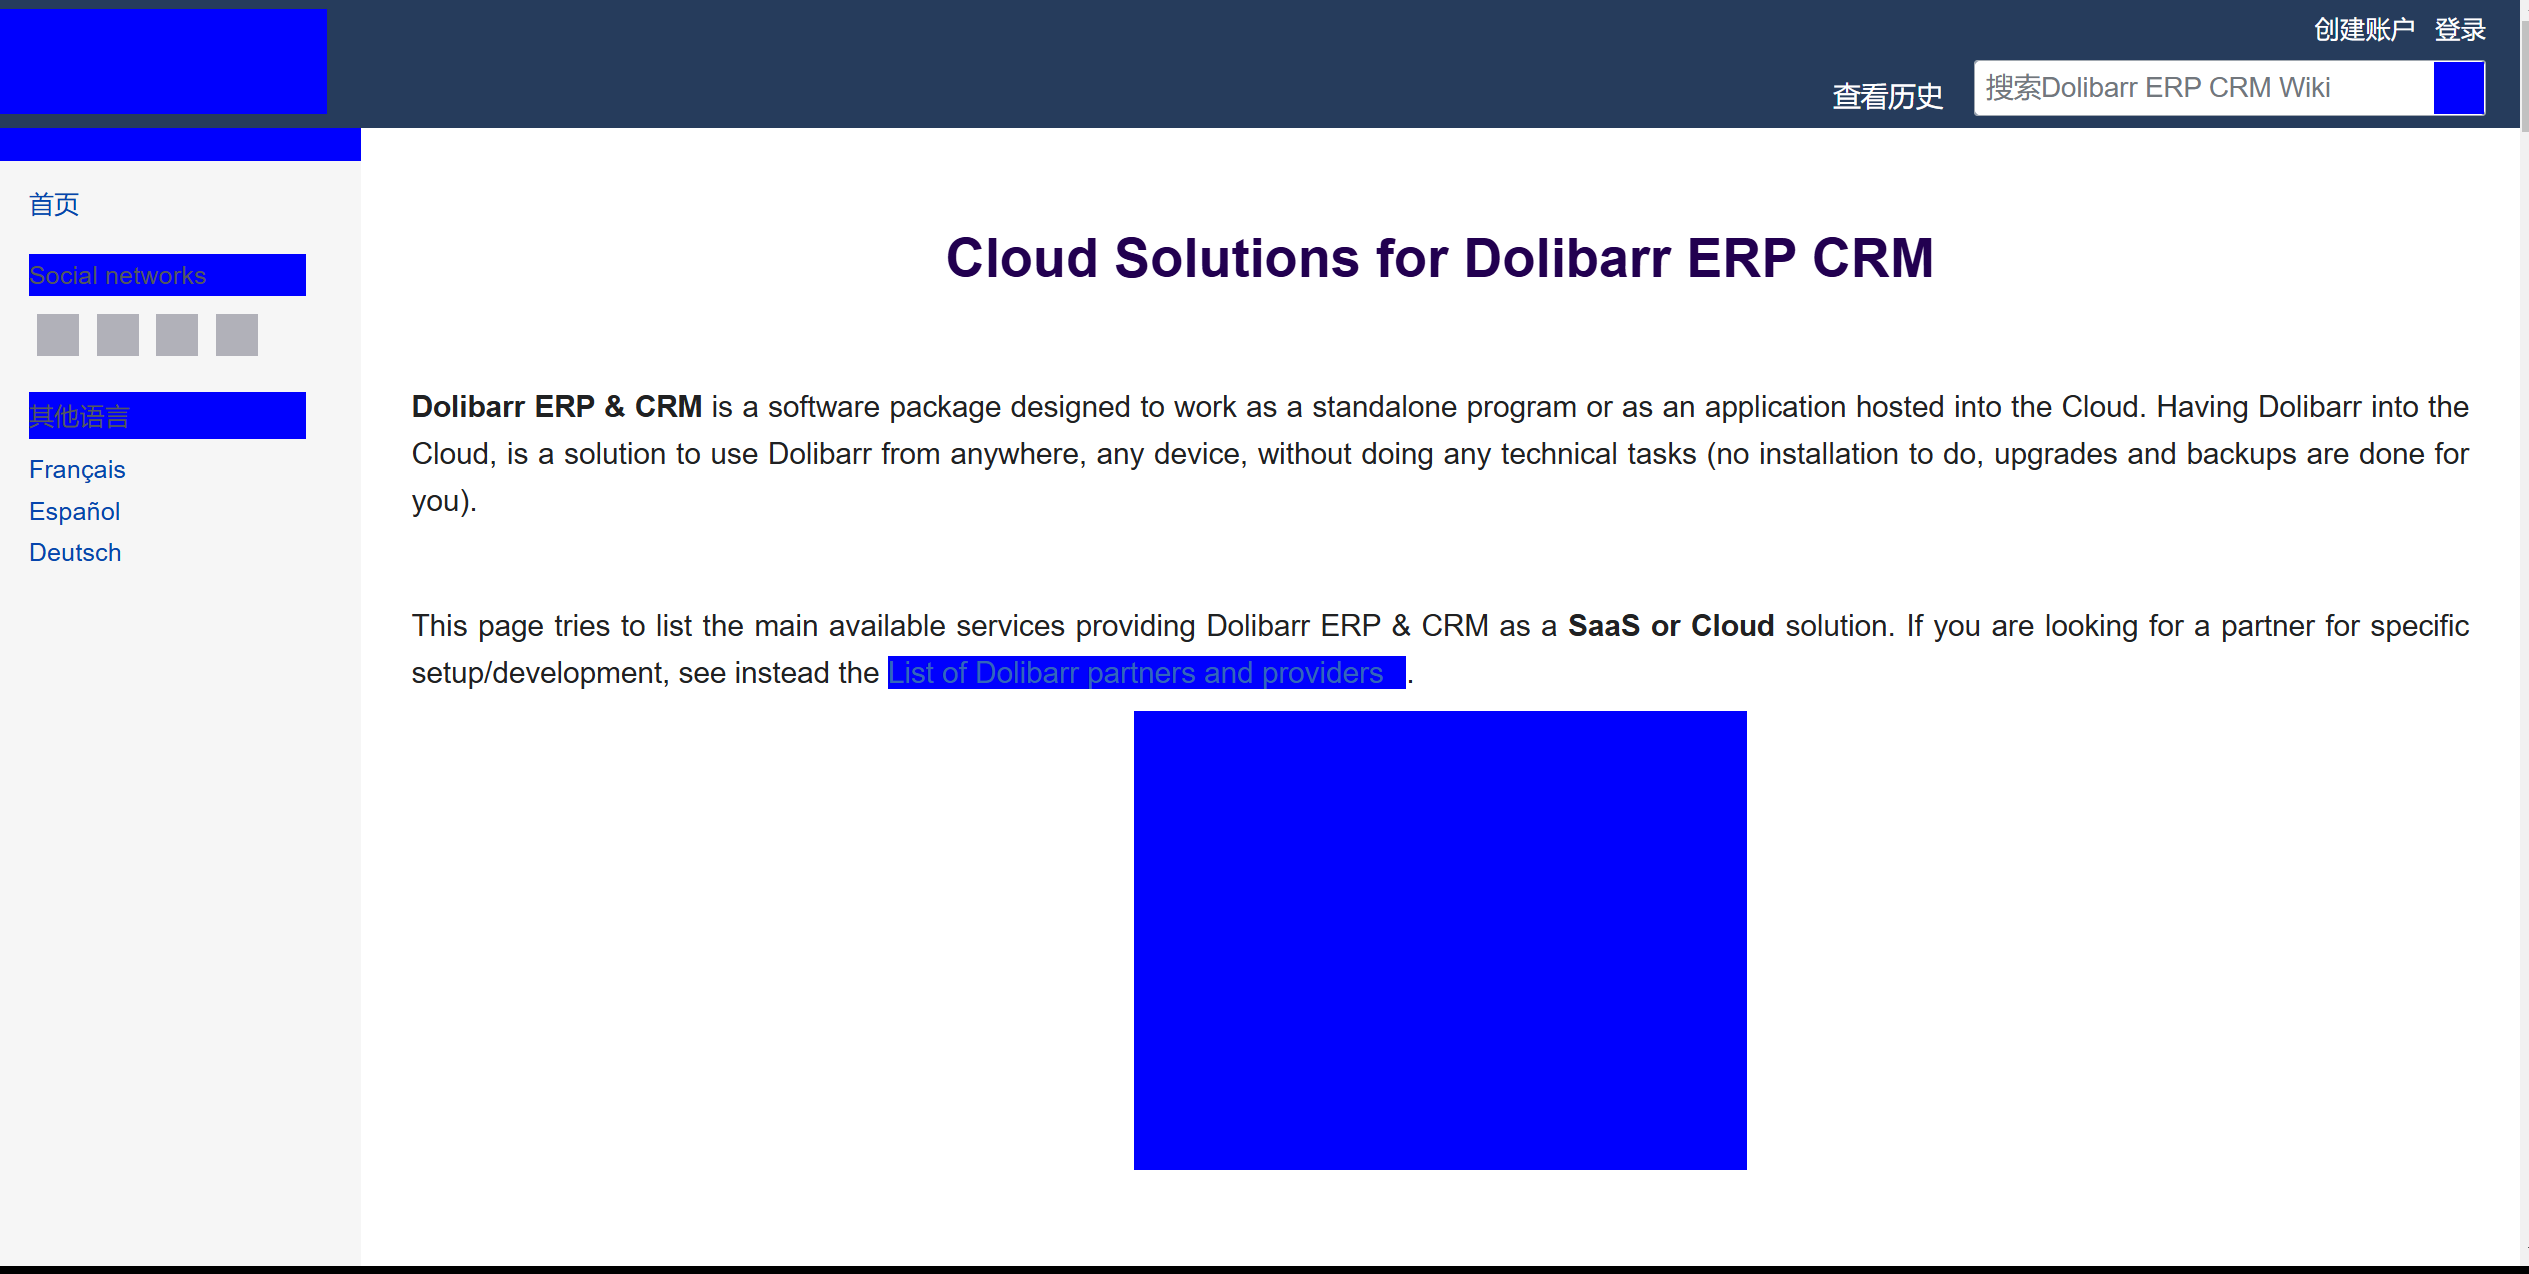 创建账户 登录
查看历史 搜索Dolibarr ERP CRM Wiki
首页
Social networks
其他语言
Français
Español
Deutsch
Cloud Solutions for Dolibarr ERP CRM
Dolibarr ERP & CRM is a software package designed to work as a standalone program or as an application hosted into the Cloud. Having Dolibarr into the
Cloud, is a solution to use Dolibarr from anywhere, any device, without doing any technical tasks (no installation to do, upgrades and backups are done for
you).
This page tries to list the main available services providing Dolibarr ERP & CRM as a SaaS or Cloud solution. If you are looking for a partner for specific
setup/development, see instead the List of Dolibarr partners and providers .